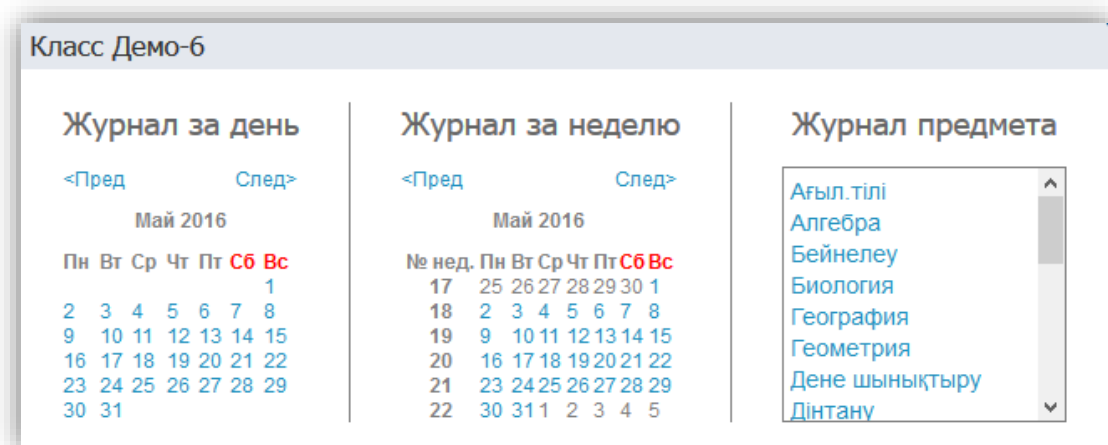 Класс Демо-6
Журнал за день
<Пред След>
Май 2016
Пн Вт Ср Чт Пт Сб Вс
1
2 3 4 5 6 7 8
9 10 11 12 13 14 15
16 17 18 19 20 21 22
23 24 25 26 27 28 29
30 31
Журнал за неделю
<Пред След>
Май 2016
№ нед. Пн Вт Ср Чт Пт Сб Вс
17 25 26 27 28 29 30 1
18 2 3 4 5 6 7 8
19 9 10 11 12 13 14 15
20 16 17 18 19 20 21 22
21 23 24 25 26 27 28 29
22 30 31 1 2 3 4 5
Журнал предмета
Ағыл.тілі
Алгебра
Бейнелеу
Биология
География
Геометрия
Дене шынықтыру
Дінтану